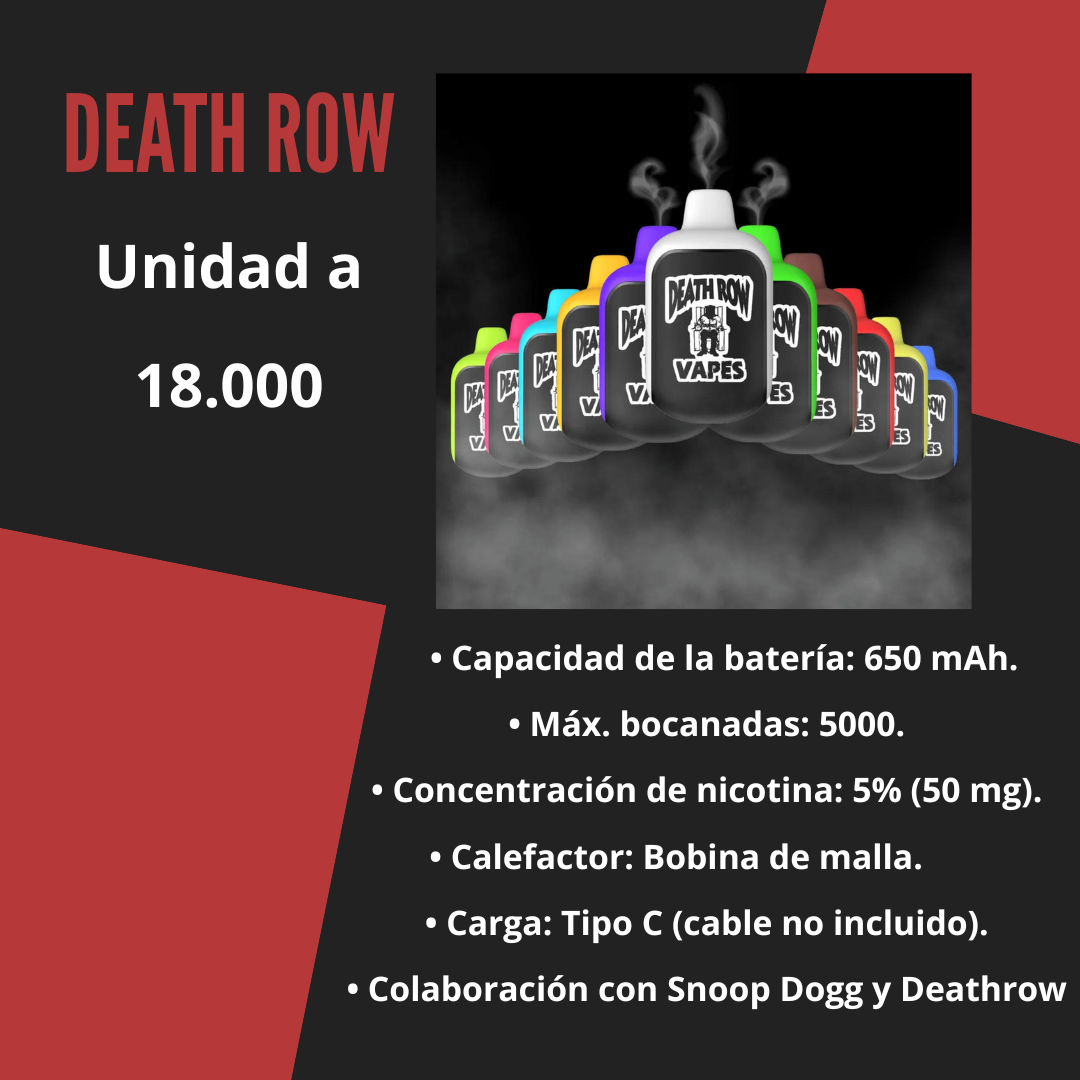 DEATH ROW
Unidad a
18.000
DEATH ROW
VAPES
• Capacidad de la batería: 650 mAh.
• Máx. bocanadas: 5000.
• Concentración de nicotina: 5% (50 mg).
• Calefactor: Bobina de malla.
• Carga: Tipo C (cable no incluido).
• Colaboración con Snoop Dogg y Deathrow